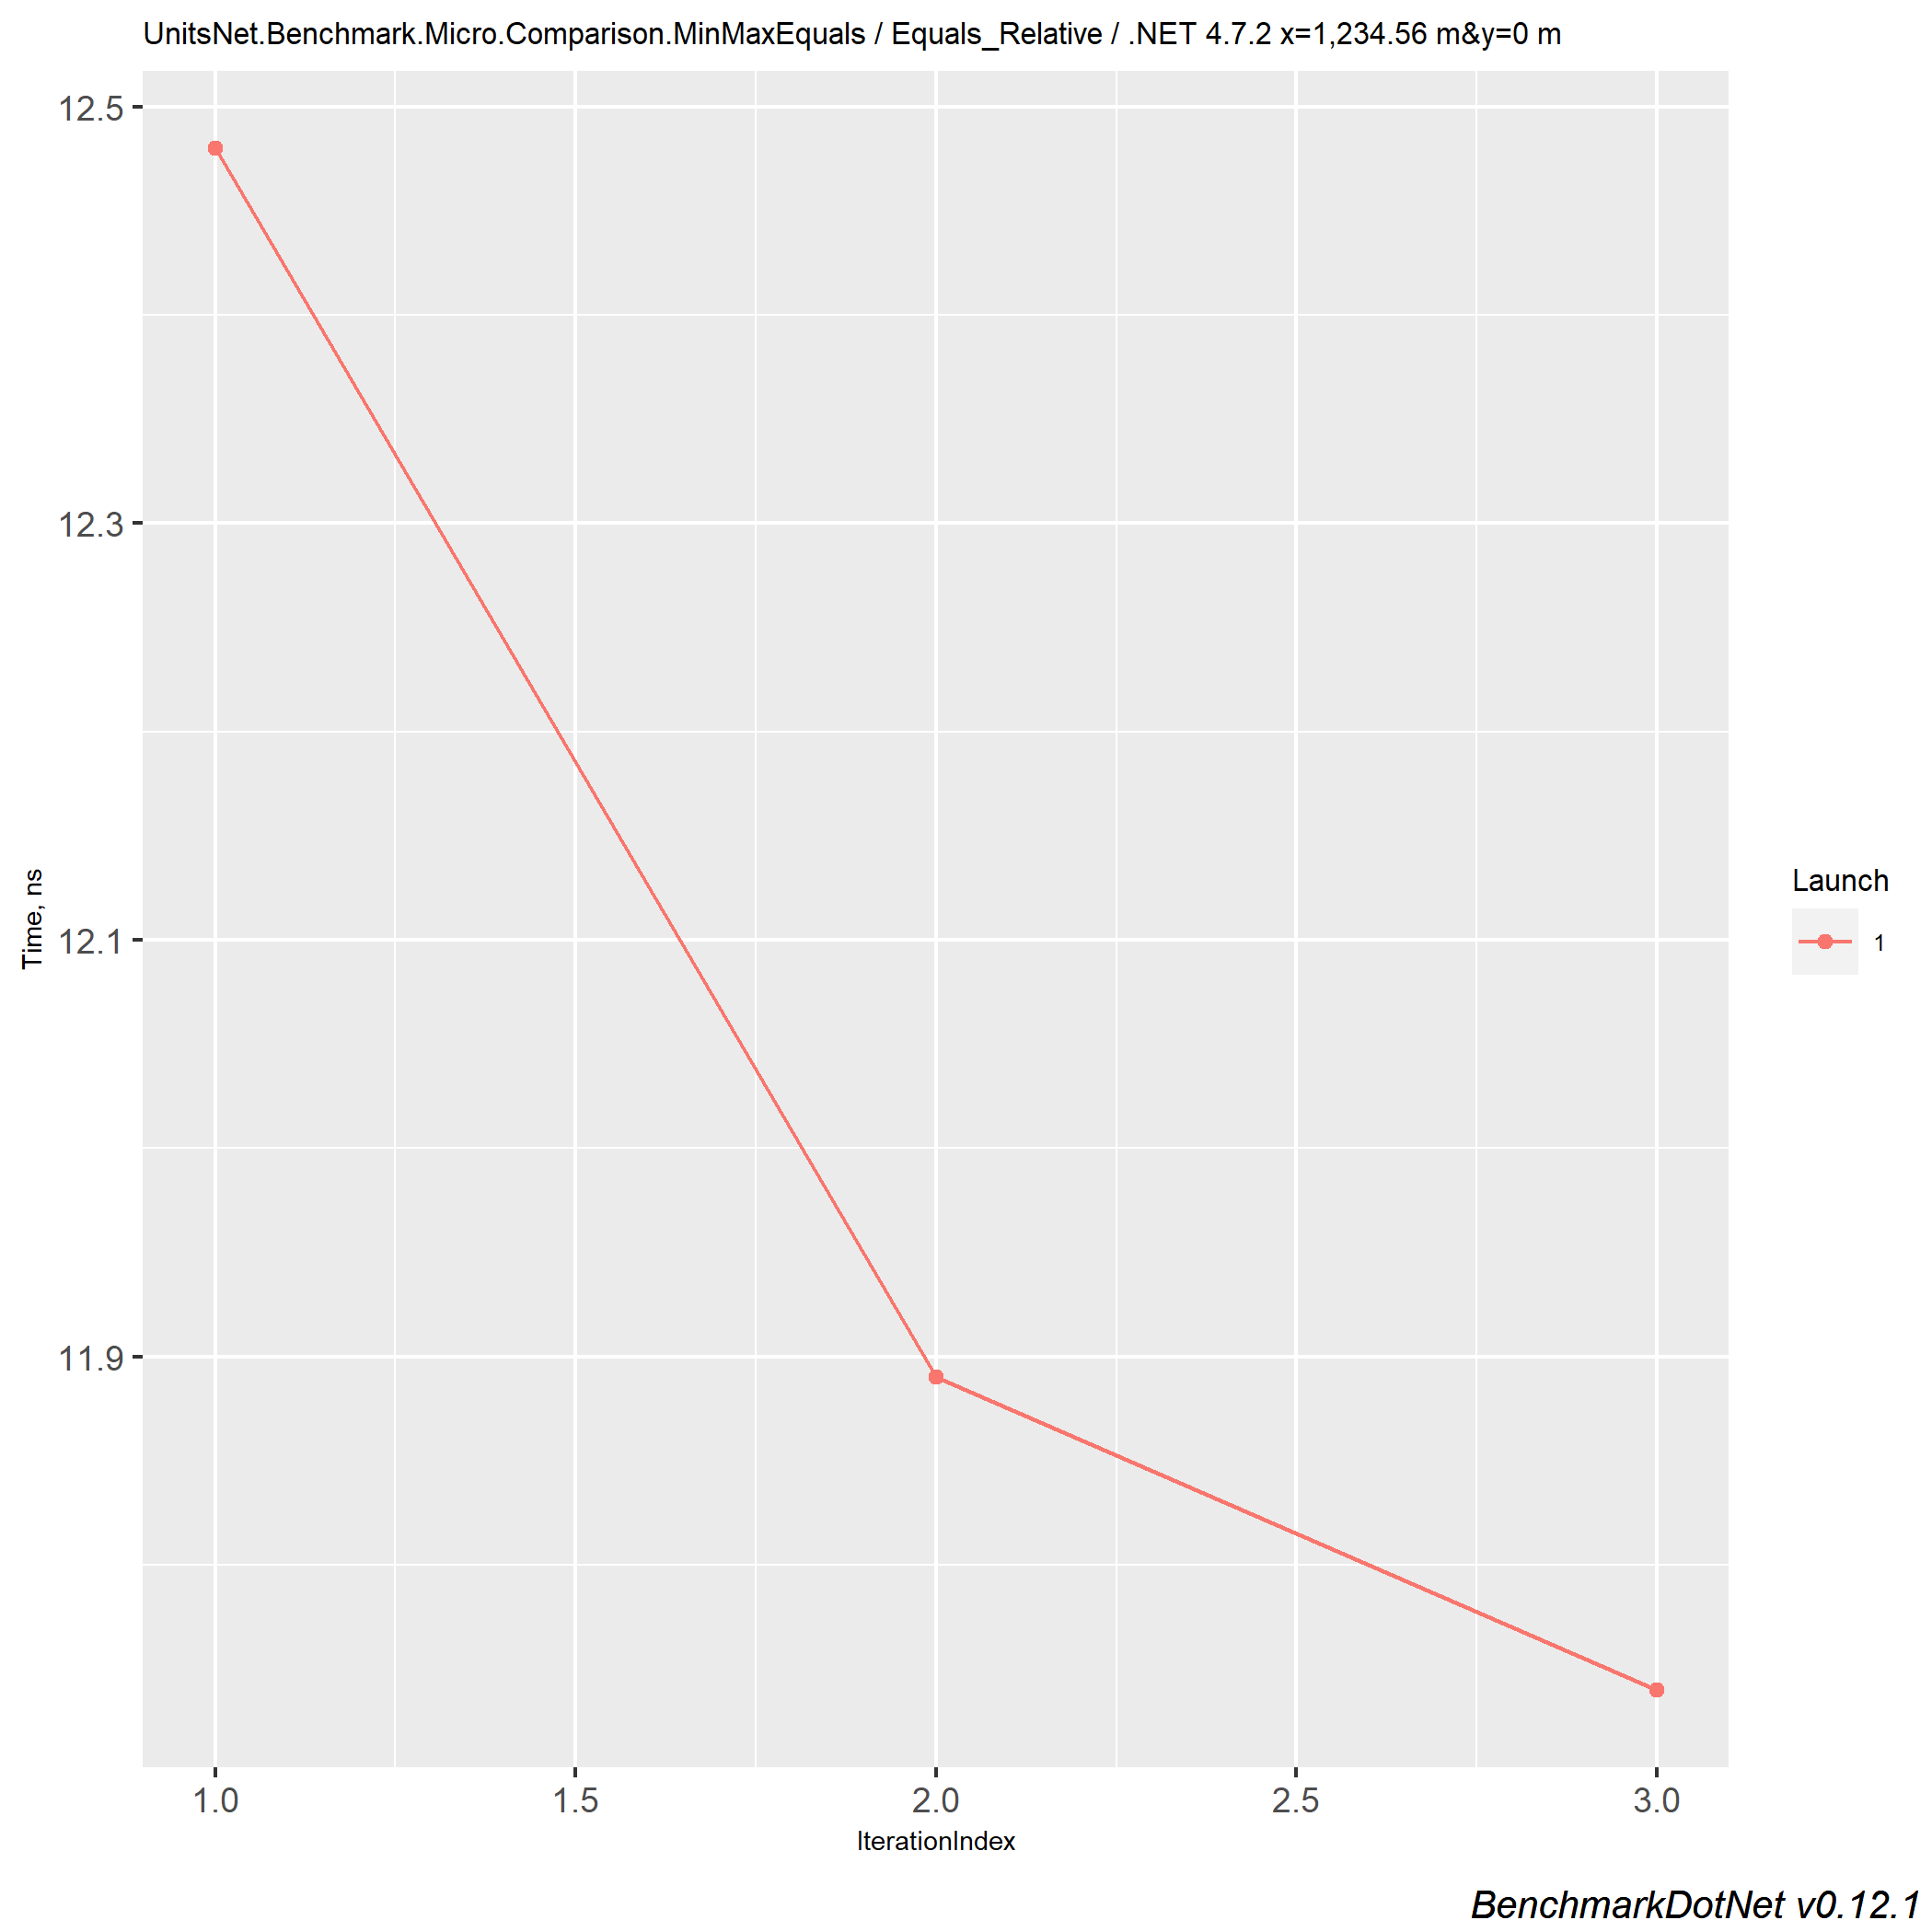 UnitsNet.Benchmark.Micro.Comparison.MinMaxEquals / Equals_Relative / .NET 4.7.2 x=1,234.56 m&y=0 m
12.5
12.3
12.1
11.9
Time, ns
1.0 1.5 2.0 2.5 3.0
IterationIndex
Launch
1
BenchmarkDotNet v0.12.1